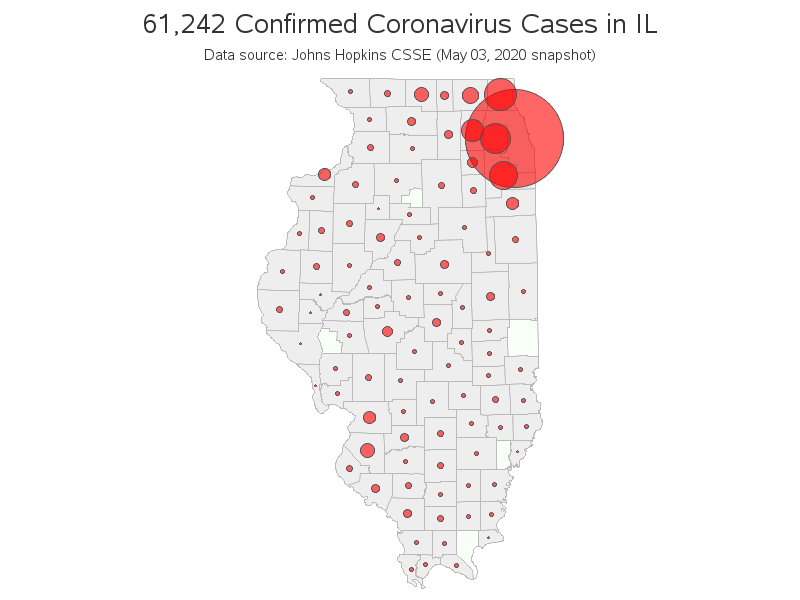 61,242 Confirmed Coronavirus Cases in IL
Data source: Johns Hopkins CSSE (May 03, 2020 snapshot)